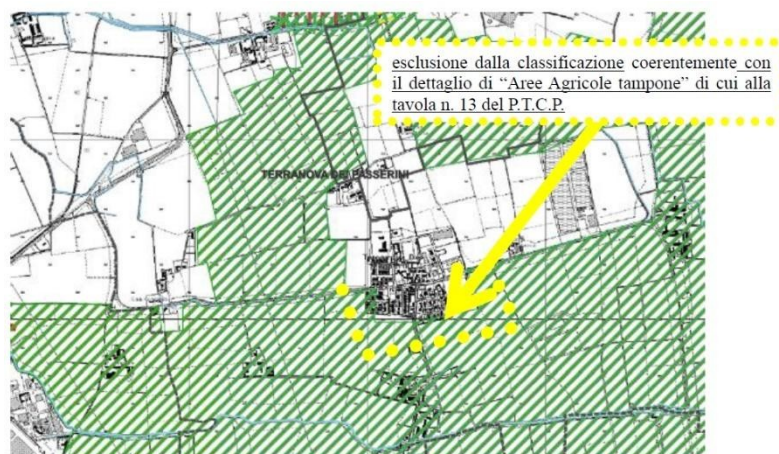 esclusione dalla classificazione coerentemente con
il dettaglio di “Aree Agricole tampone” di cui alla
tavola n. 13 del P.T.C.P.
TERRANOVA DEI PASSERINI